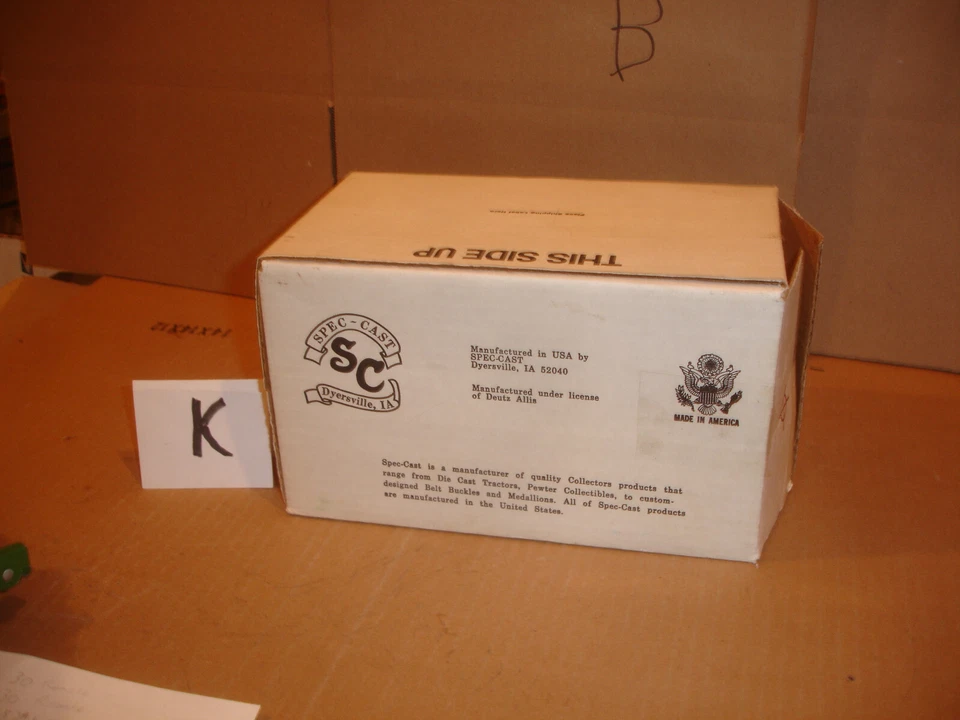 B
THIS SIDE UP
14X14X12
SPEC-CAST
SC
Dyersville, IA
Manufactured in USA by
SPEC-CAST
Dyersville, IA 52040
Manufactured under license
of Deutz Allis
MADE IN AMERICA
K
Spec-Cast is a manufacturer of quality Collectors products that
range from Die Cast Tractors, Pewter Collectibles, to custom-
designed Belt Buckles and Medallions. All of Spec-Cast products
are manufactured in the United States.